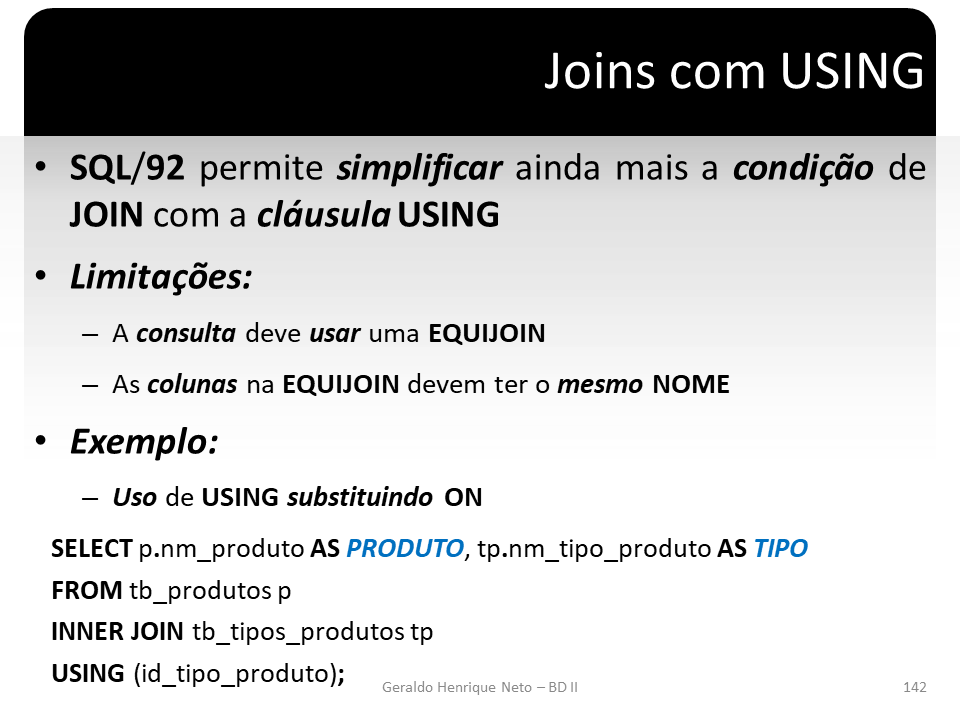 Joins com USING
• SQL/92 permite simplificar ainda mais a condição de
JOIN com a cláusula USING
• Limitações:
– A consulta deve usar uma EQUIJOIN
– As colunas na EQUIJOIN devem ter o mesmo NOME
• Exemplo:
– Uso de USING substituindo ON
SELECT p.nm_produto AS PRODUTO, tp.nm_tipo_produto AS TIPO
FROM tb_produtos p
INNER JOIN tb_tipos_produtos tp
USING (id_tipo_produto);
Geraldo Henrique Neto – BD II
142